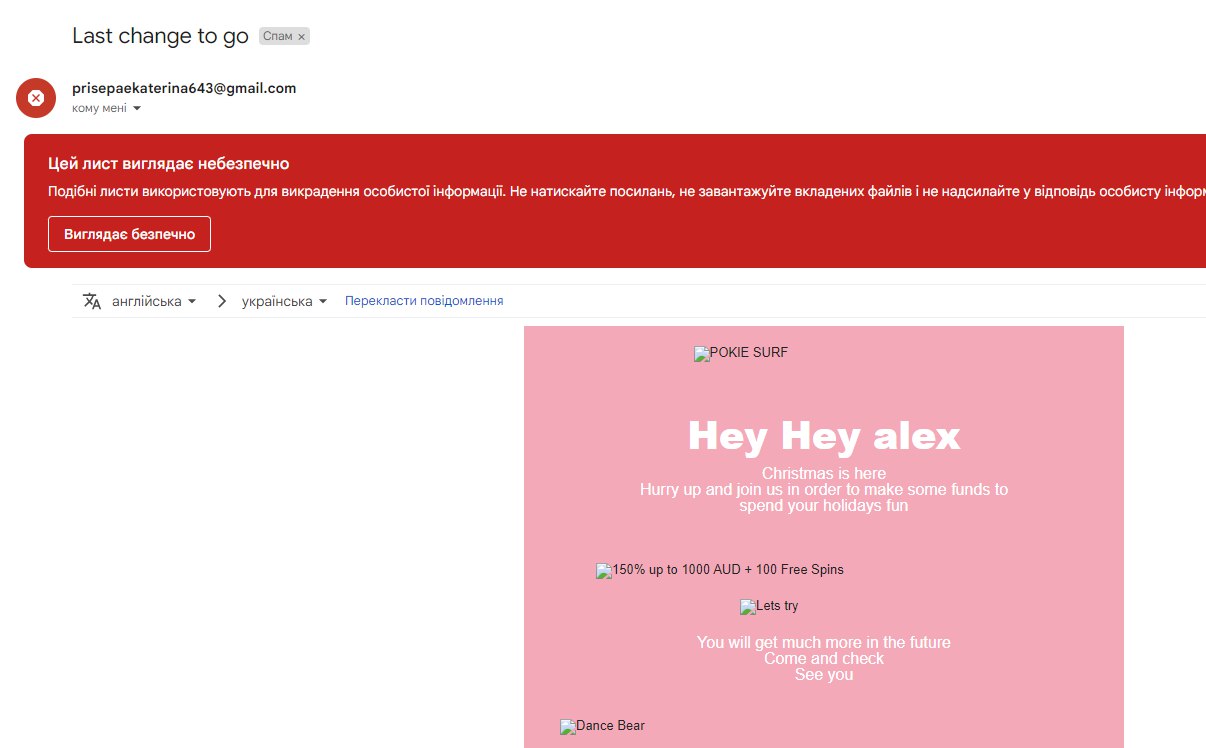 Last change to go Спам ×
prisepaekaterina643@gmail.com
кому мені
Цей лист виглядає небезпечно
Подібні листи використовують для викрадення особистої інформації. Не натискайте посилань, не завантажуйте вкладених файлів і не надсилайте у відповідь особисту інформ
Виглядає безпечно
англійська українська Перекласти повідомлення
POKIE SURF
Hey Hey alex
Christmas is here
Hurry up and join us in order to make some funds to
spend your holidays fun
150% up to 1000 AUD + 100 Free Spins
Lets try
You will get much more in the future
Come and check
See you
Dance Bear